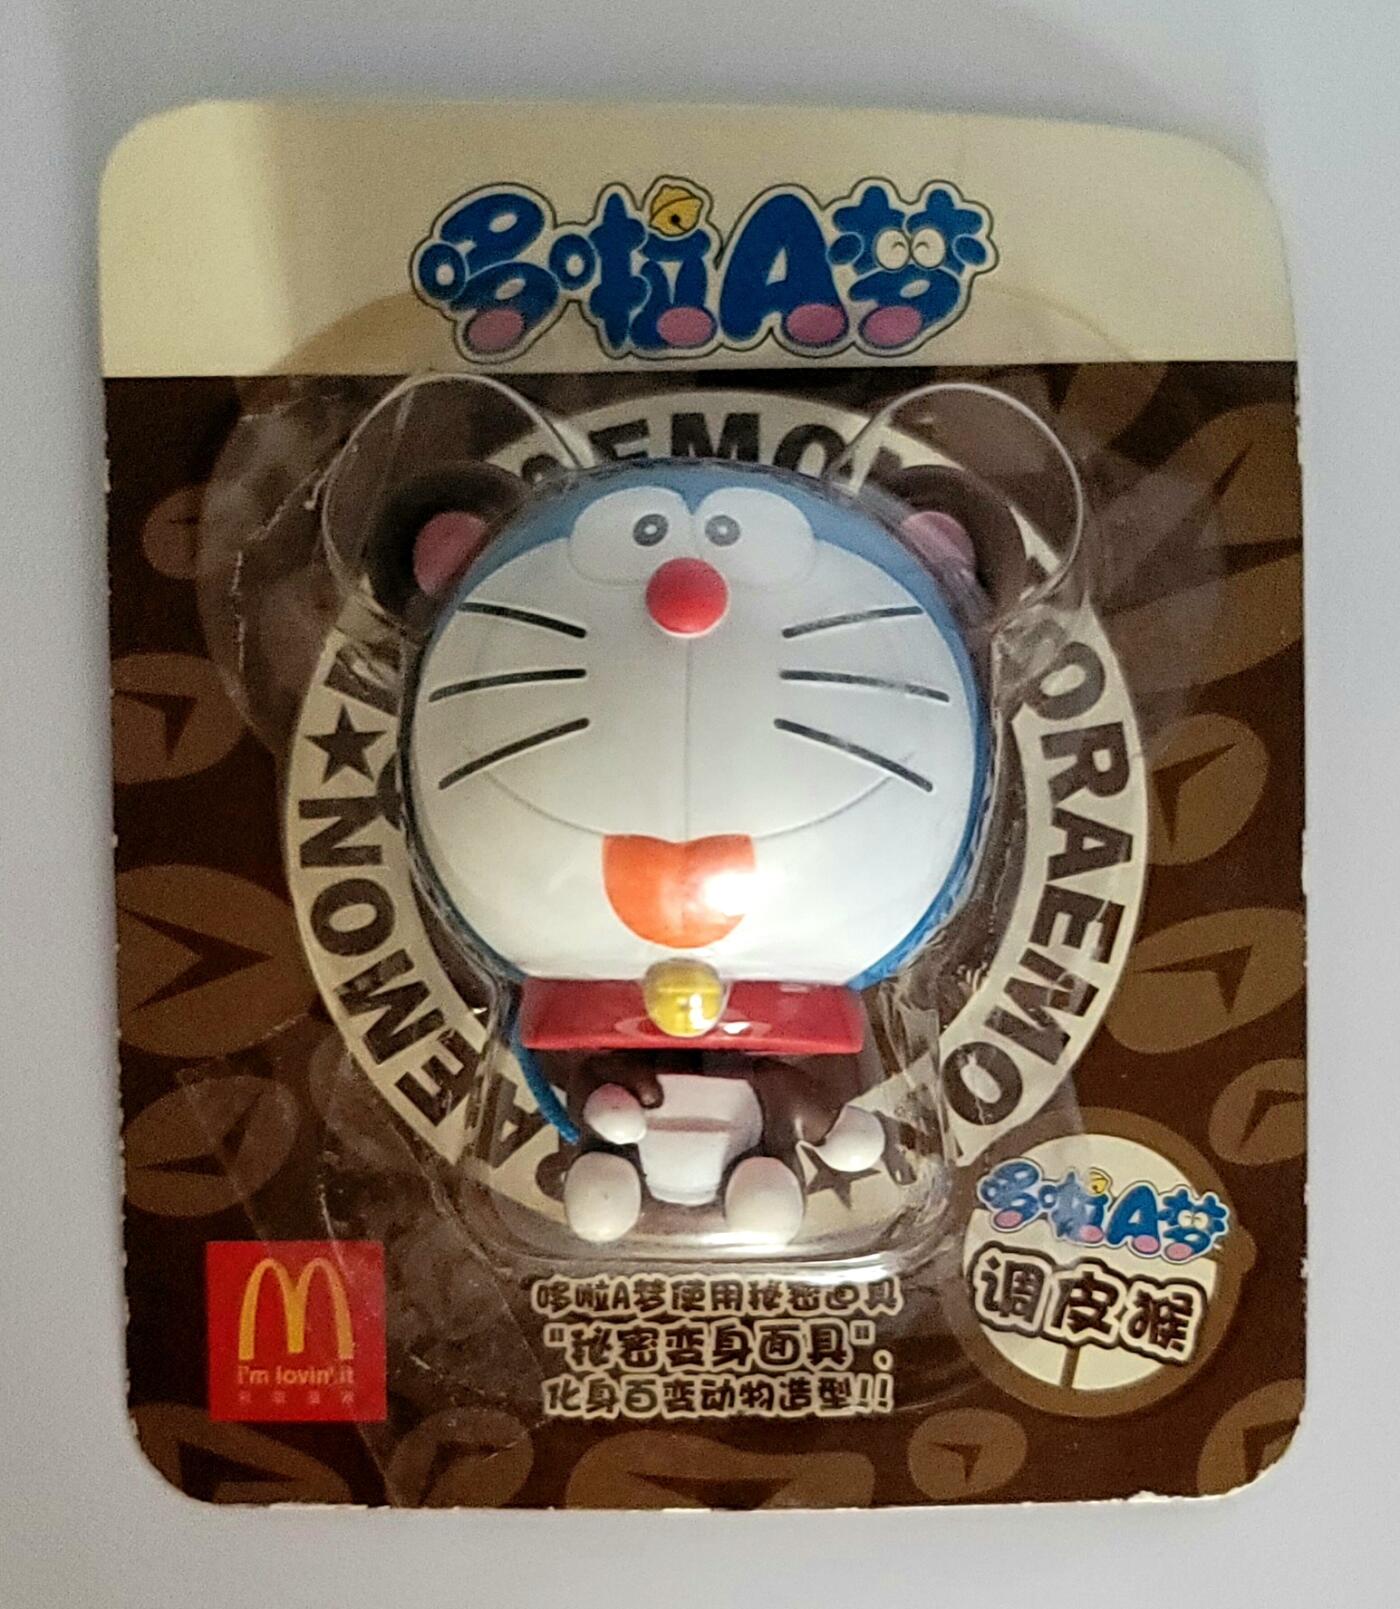 哆啦A梦
DORAEMON
DORAEMON
哆啦A梦
调皮猴
哆啦A梦使用秘密面具
"秘密变身面具"，
化身百变动物造型!!
M
i'm lovin' it